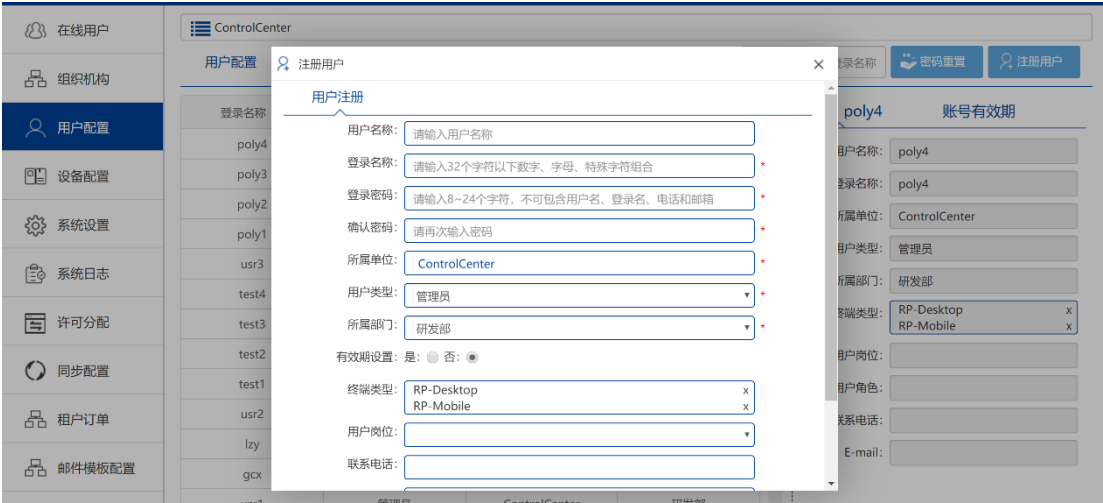 在线用户
组织机构
用户配置
设备配置
系统设置
系统日志
许可分配
同步配置
租户订单
邮件模板配置
ControlCenter
用户配置
登录名称
密码重置
注册用户
登录名称
poly4
poly3
poly2
poly1
usr3
test4
test3
test2
test1
usr2
lzy
gcx
usr1 管理员 ControlCenter 研发部
注册用户 ×
用户注册
用户名称: 请输入用户名称
登录名称: 请输入32个字符以下数字、字母、特殊字符组合 *
登录密码: 请输入8~24个字符，不可包含用户名、登录名、电话和邮箱 *
确认密码: 请再次输入密码 *
所属单位: ControlCenter *
用户类型: 管理员 *
所属部门: 研发部 *
有效期设置: 是: 否:
终端类型: RP-Desktop x
RP-Mobile x
用户岗位:
联系电话:
poly4 账号有效期
用户名称: poly4
登录名称: poly4
所属单位: ControlCenter
用户类型: 管理员
所属部门: 研发部
终端类型: RP-Desktop x
RP-Mobile x
用户岗位:
用户角色:
联系电话:
E-mail: